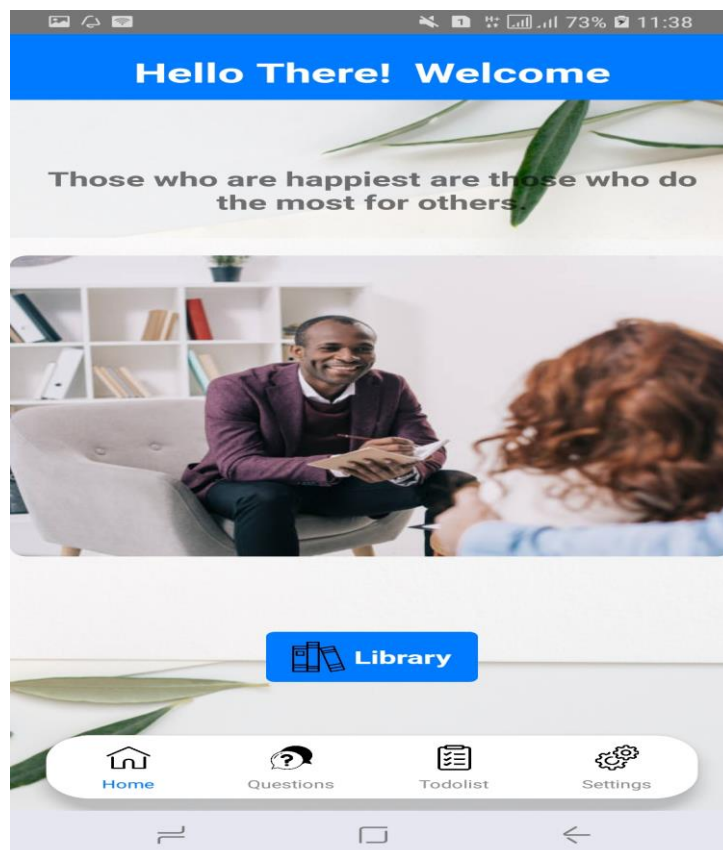 73% 11:38
Hello There! Welcome
Those who are happiest are those who do
the most for others.
Library
Home Questions Todolist Settings